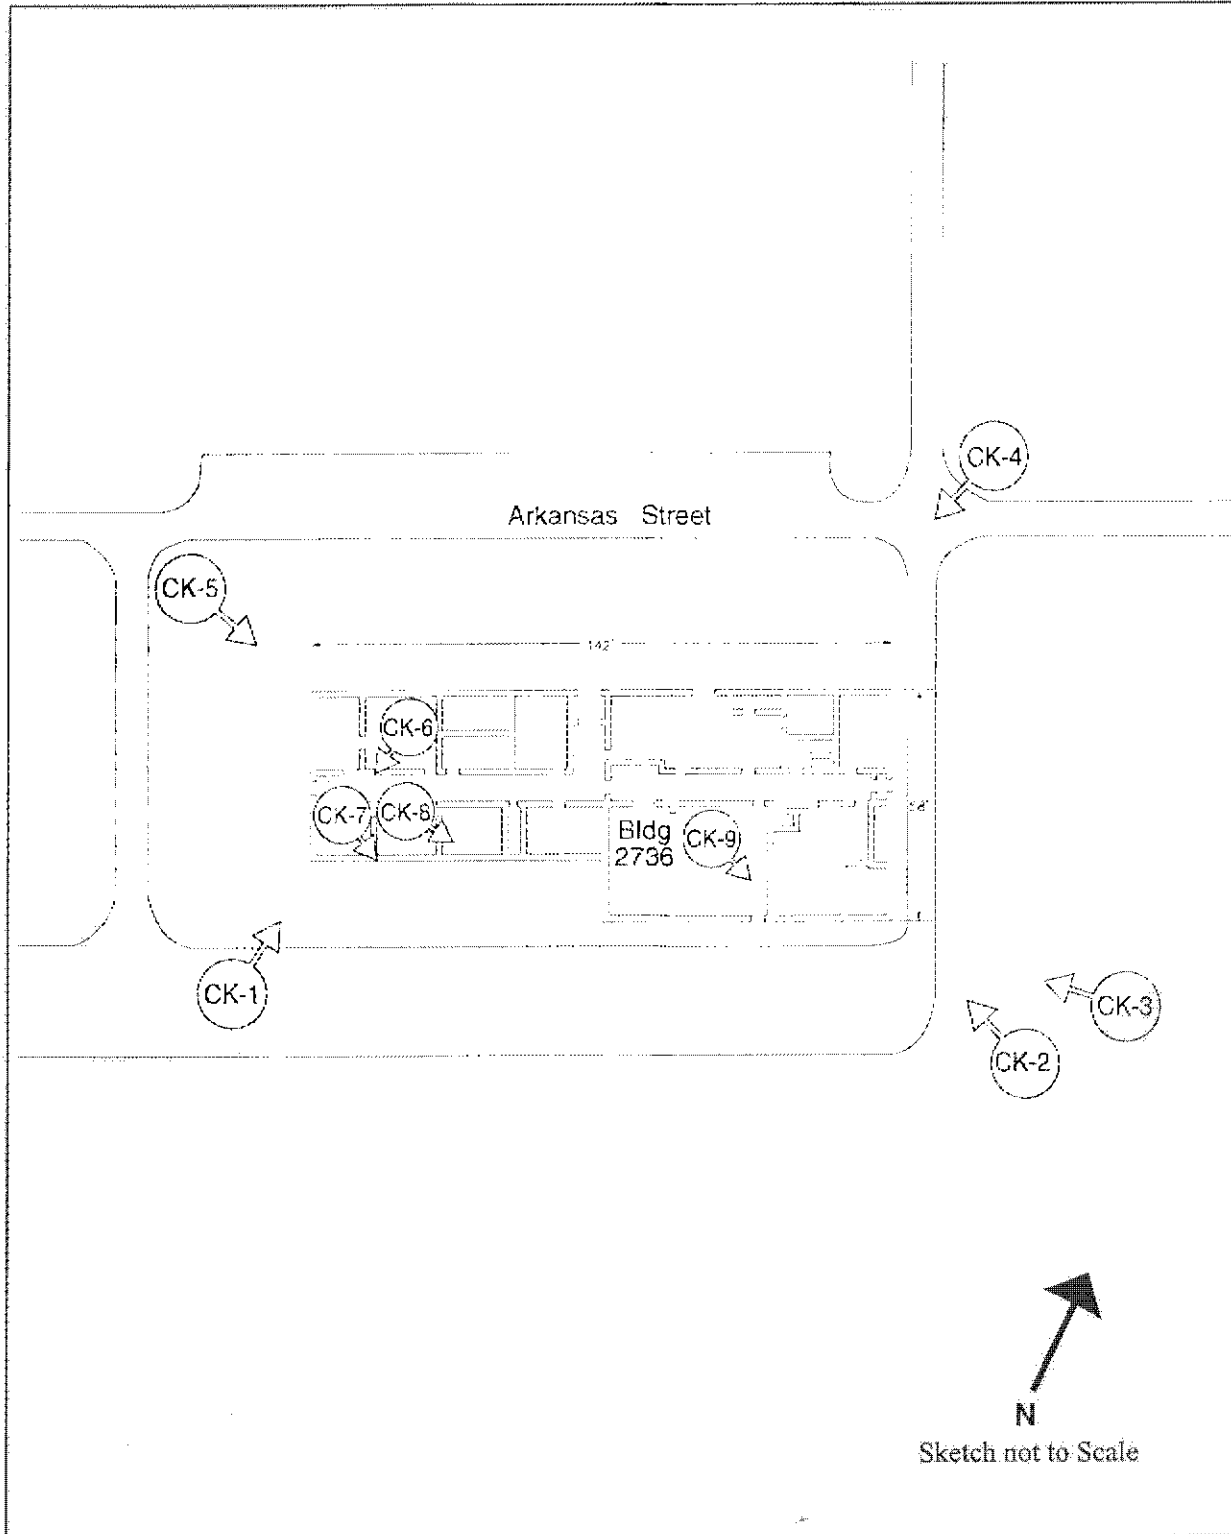 CK-4
Arkansas Street
CK-5
142'
CK-6
CK-7
CK-8
Bldg
2736
CK-9
CK-1
CK-3
CK-2
N
Sketch not to Scale